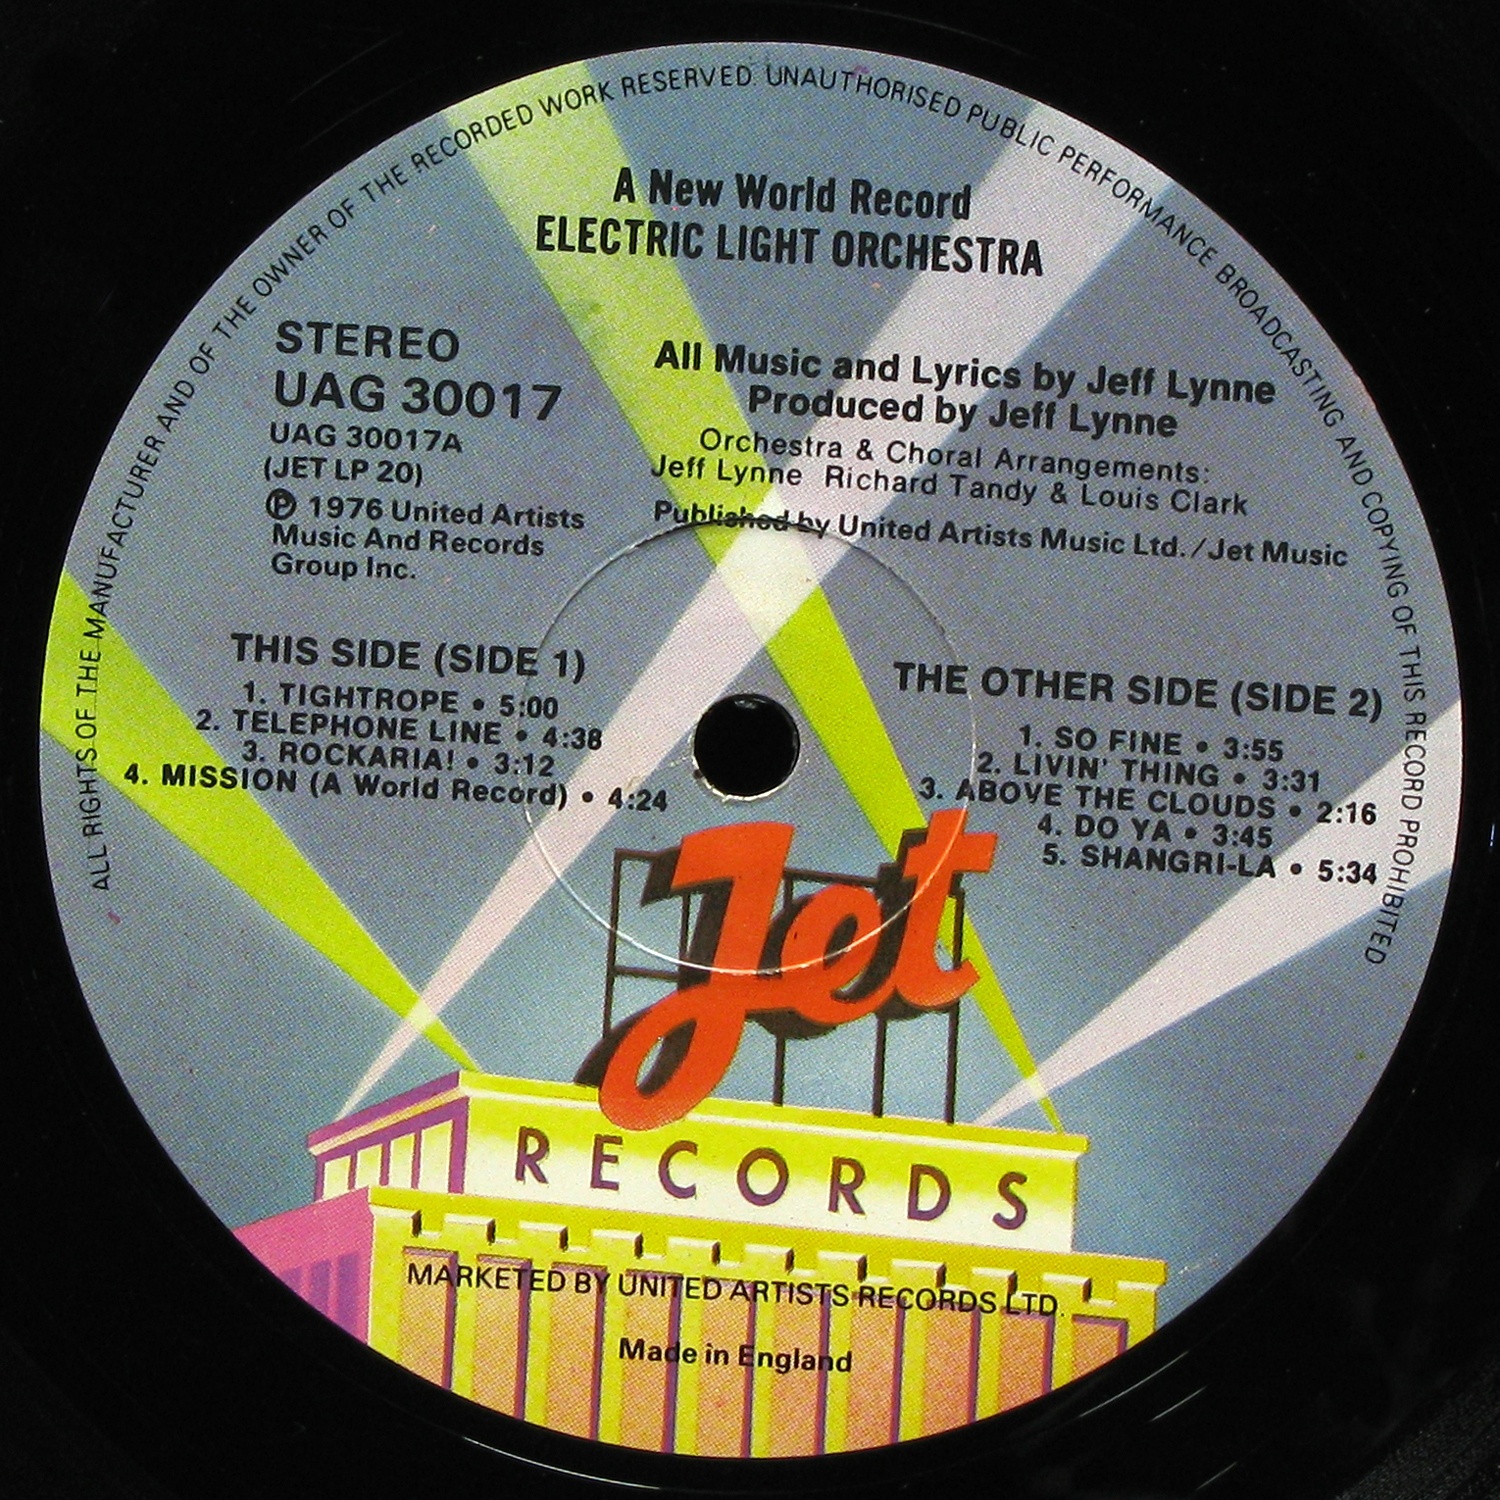 ALL RIGHTS OF THE MANUFACTURER AND OF THE OWNER OF THE RECORDED WORK RESERVED. UNAUTHORISED PUBLIC PERFORMANCE BROADCASTING AND COPYING OF THIS RECORD PROHIBITED
A New World Record
ELECTRIC LIGHT ORCHESTRA
STEREO
UAG 30017
UAG 30017A
(JET LP 20)
Ⓟ 1976 United Artists
Music And Records
Group Inc.
All Music and Lyrics by Jeff Lynne
Produced by Jeff Lynne
Orchestra & Choral Arrangements:
Jeff Lynne Richard Tandy & Louis Clark
Published by United Artists Music Ltd./Jet Music
THIS SIDE (SIDE 1)
1. TIGHTROPE • 5:00
2. TELEPHONE LINE • 4:38
3. ROCKARIA! • 3:12
4. MISSION (A World Record) • 4:24
THE OTHER SIDE (SIDE 2)
1. SO FINE • 3:55
2. LIVIN' THING • 3:31
3. ABOVE THE CLOUDS • 2:16
4. DO YA • 3:45
5. SHANGRI-LA • 5:34
Jet
RECORDS
MARKETED BY UNITED ARTISTS RECORDS LTD.
Made in England